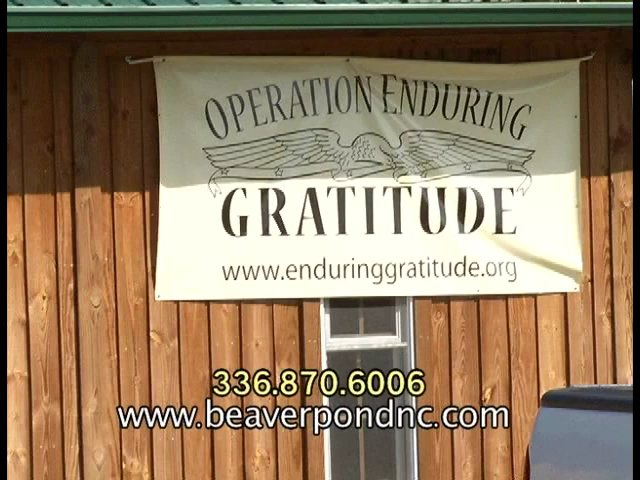 OPERATION ENDURING
GRATITUDE
www.enduringgratitude.org
336.870.6006
www.beaverpondnc.com